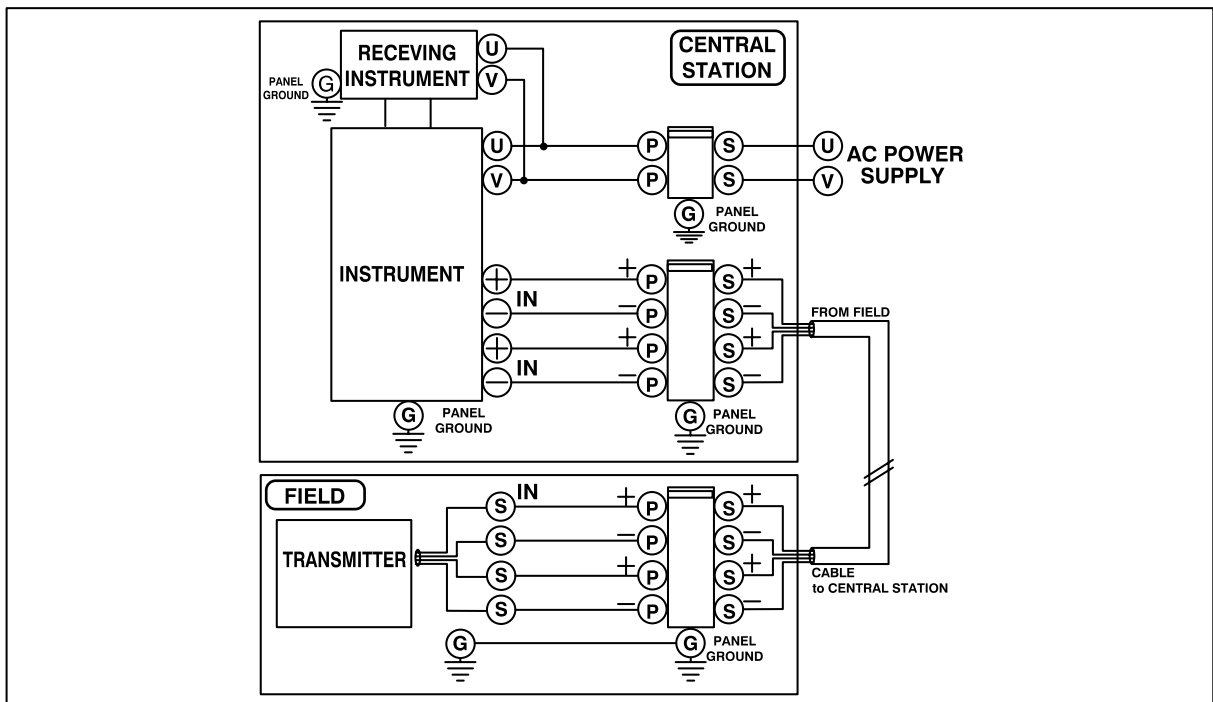 RECEVING
INSTRUMENT
U
V
G
PANEL
GROUND
CENTRAL
STATION
U
V
P
P
S
S
U
V
AC POWER
SUPPLY
G
PANEL
GROUND
INSTRUMENT
+
IN
−
+
IN
−
+
P
−
P
+
P
−
P
S
+
S
−
S
+
S
−
FROM FIELD
G
PANEL
GROUND
G
PANEL
GROUND
FIELD
TRANSMITTER
IN
S
S
S
S
+
P
−
P
+
P
−
P
S
+
S
−
S
+
S
−
CABLE
to CENTRAL STATION
G
G
PANEL
GROUND